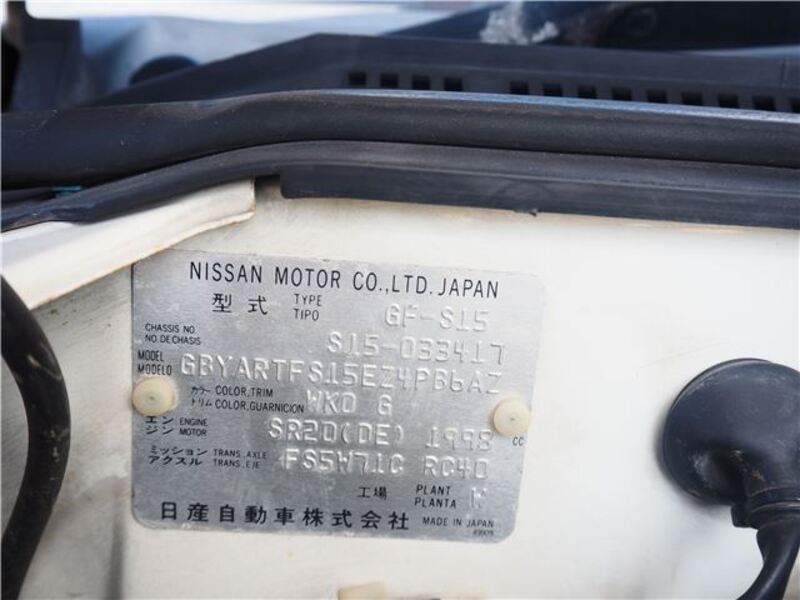 NISSAN MOTOR CO.,LTD. JAPAN
型式 TYPE TIPO GF-S15
CHASSIS NO. NO DE CHASIS S15-033417
MODEL MODELO GBYARTFS15EZ4PB6AZ
カラー COLOR,TRIM トリム COLOR,GUARNICION WK0 G
エンジン ENGINE MOTOR SR20(DE) 1998 CC
ミッション TRANS.,AXLE アクスル TRANS.,EJE FS5W71C RC40
工場 PLANT PLANTA W
日産自動車株式会社 MADE IN JAPAN